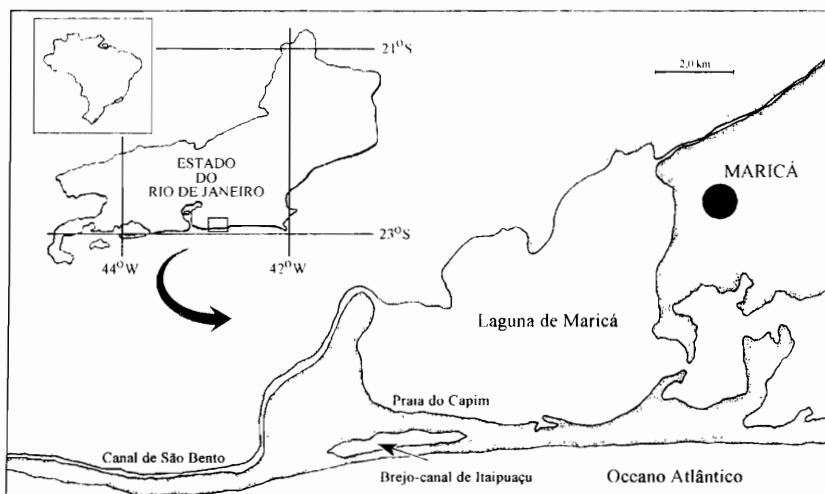 21°S
2,0 km
ESTADO
DO
RIO DE JANEIRO
MARICÁ
23°S
44°W
42°W
Laguna de Maricá
Praia do Capim
Canal de São Bento
Brejo-canal de Itaipuaçu
Oceano Atlântico